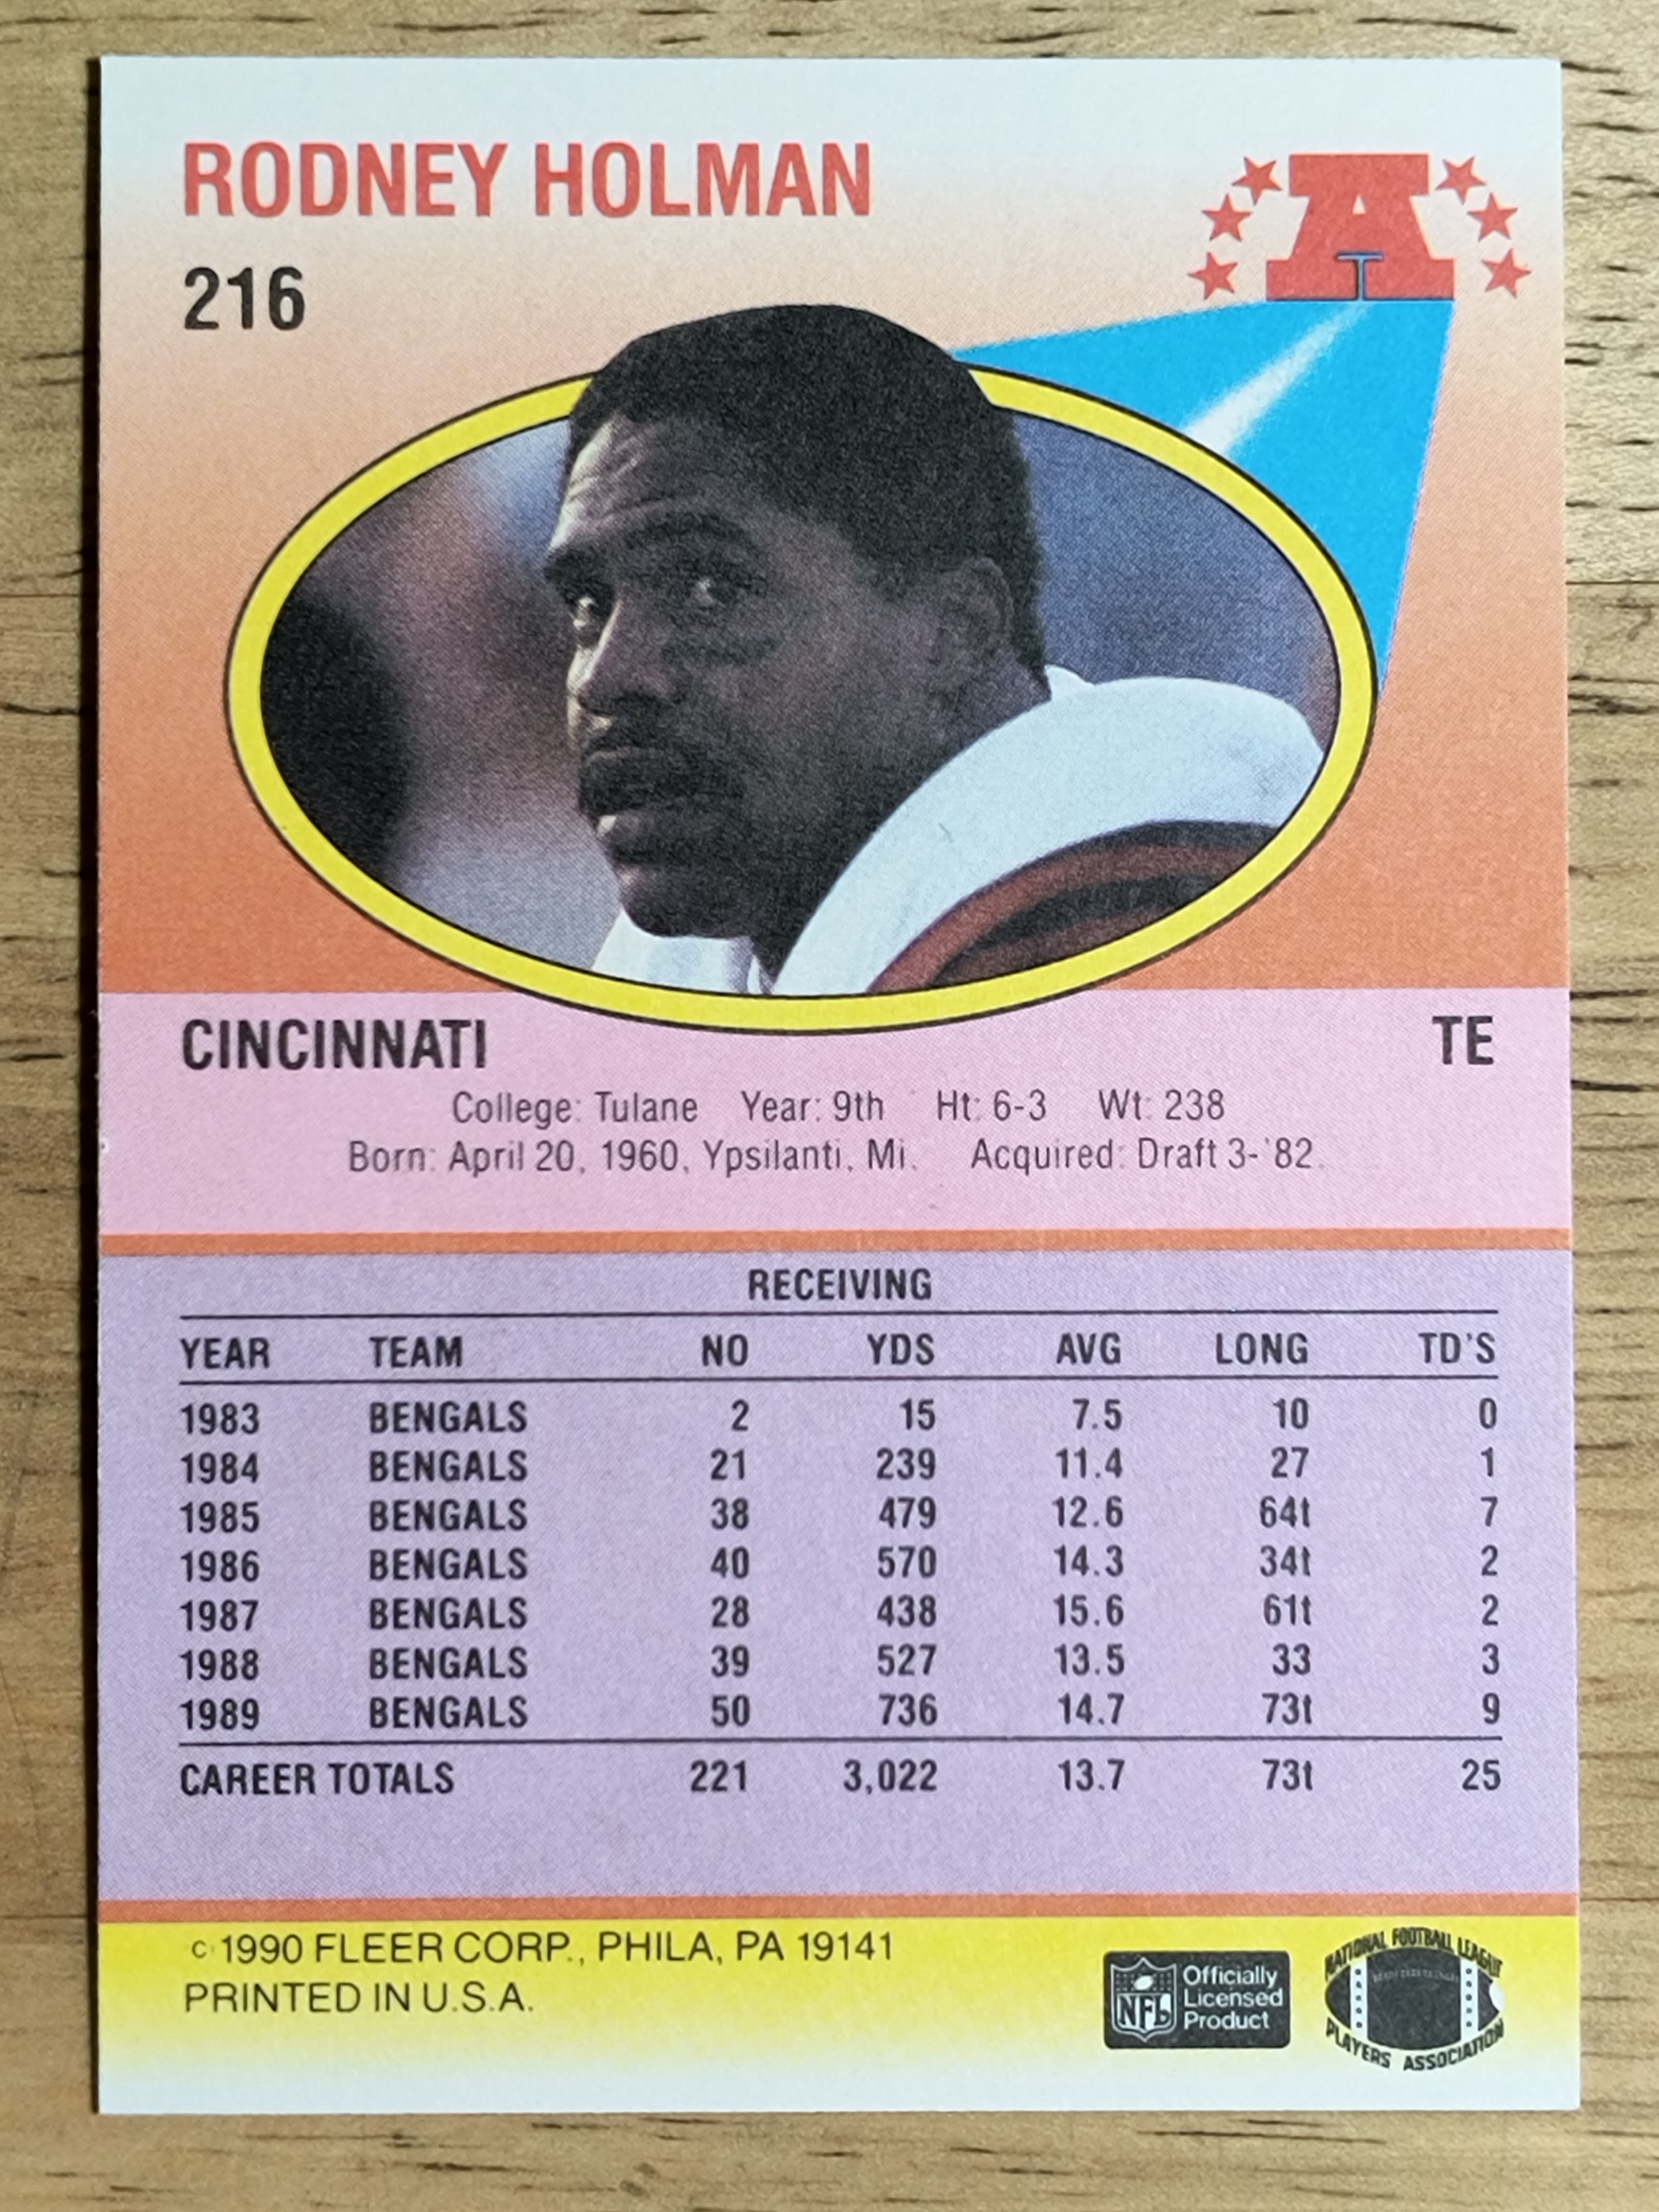 RODNEY HOLMAN
216
A
CINCINNATI TE
College: Tulane Year: 9th Ht: 6-3 Wt: 238
Born: April 20, 1960, Ypsilanti, Mi. Acquired: Draft 3-'82.
RECEIVING
YEAR TEAM NO YDS AVG LONG TD'S
1983 BENGALS 2 15 7.5 10 0
1984 BENGALS 21 239 11.4 27 1
1985 BENGALS 38 479 12.6 64t 7
1986 BENGALS 40 570 14.3 34t 2
1987 BENGALS 28 438 15.6 61t 2
1988 BENGALS 39 527 13.5 33 3
1989 BENGALS 50 736 14.7 73t 9
CAREER TOTALS 221 3,022 13.7 73t 25
© 1990 FLEER CORP., PHILA, PA 19141
PRINTED IN U.S.A.
NFL
Officially
Licensed
Product
NATIONAL FOOTBALL LEAGUE
PLAYERS ASSOCIATION